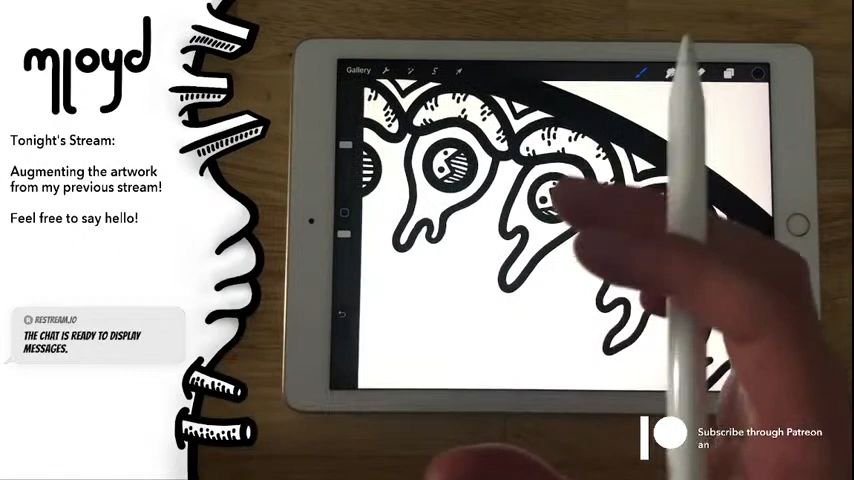 mloyd
Tonight's Stream:
Augmenting the artwork
from my previous stream!
Feel free to say hello!
RESTREAM.IO
THE CHAT IS READY TO DISPLAY
MESSAGES.
Gallery
Subscribe through Patreon
an